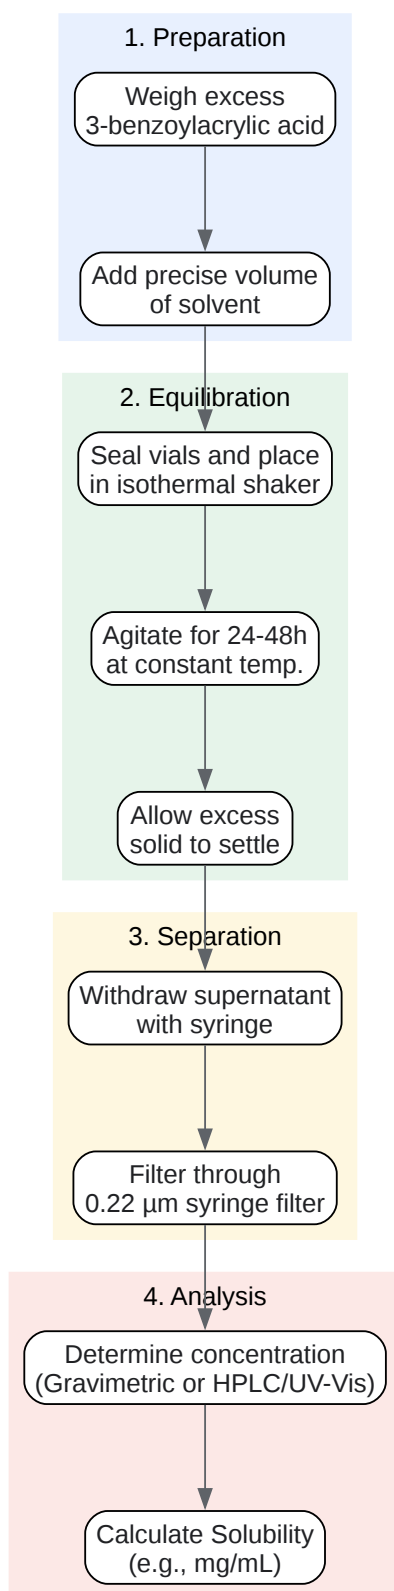 1. Preparation
Weigh excess
3-benzoylacrylic acid
Add precise volume
of solvent
2. Equilibration
Seal vials and place
in isothermal shaker
Agitate for 24-48h
at constant temp.
Allow excess
solid to settle
3. Separation
Withdraw supernatant
with syringe
Filter through
0.22 µm syringe filter
4. Analysis
Determine concentration
(Gravimetric or HPLC/UV-Vis)
Calculate Solubility
(e.g., mg/mL)